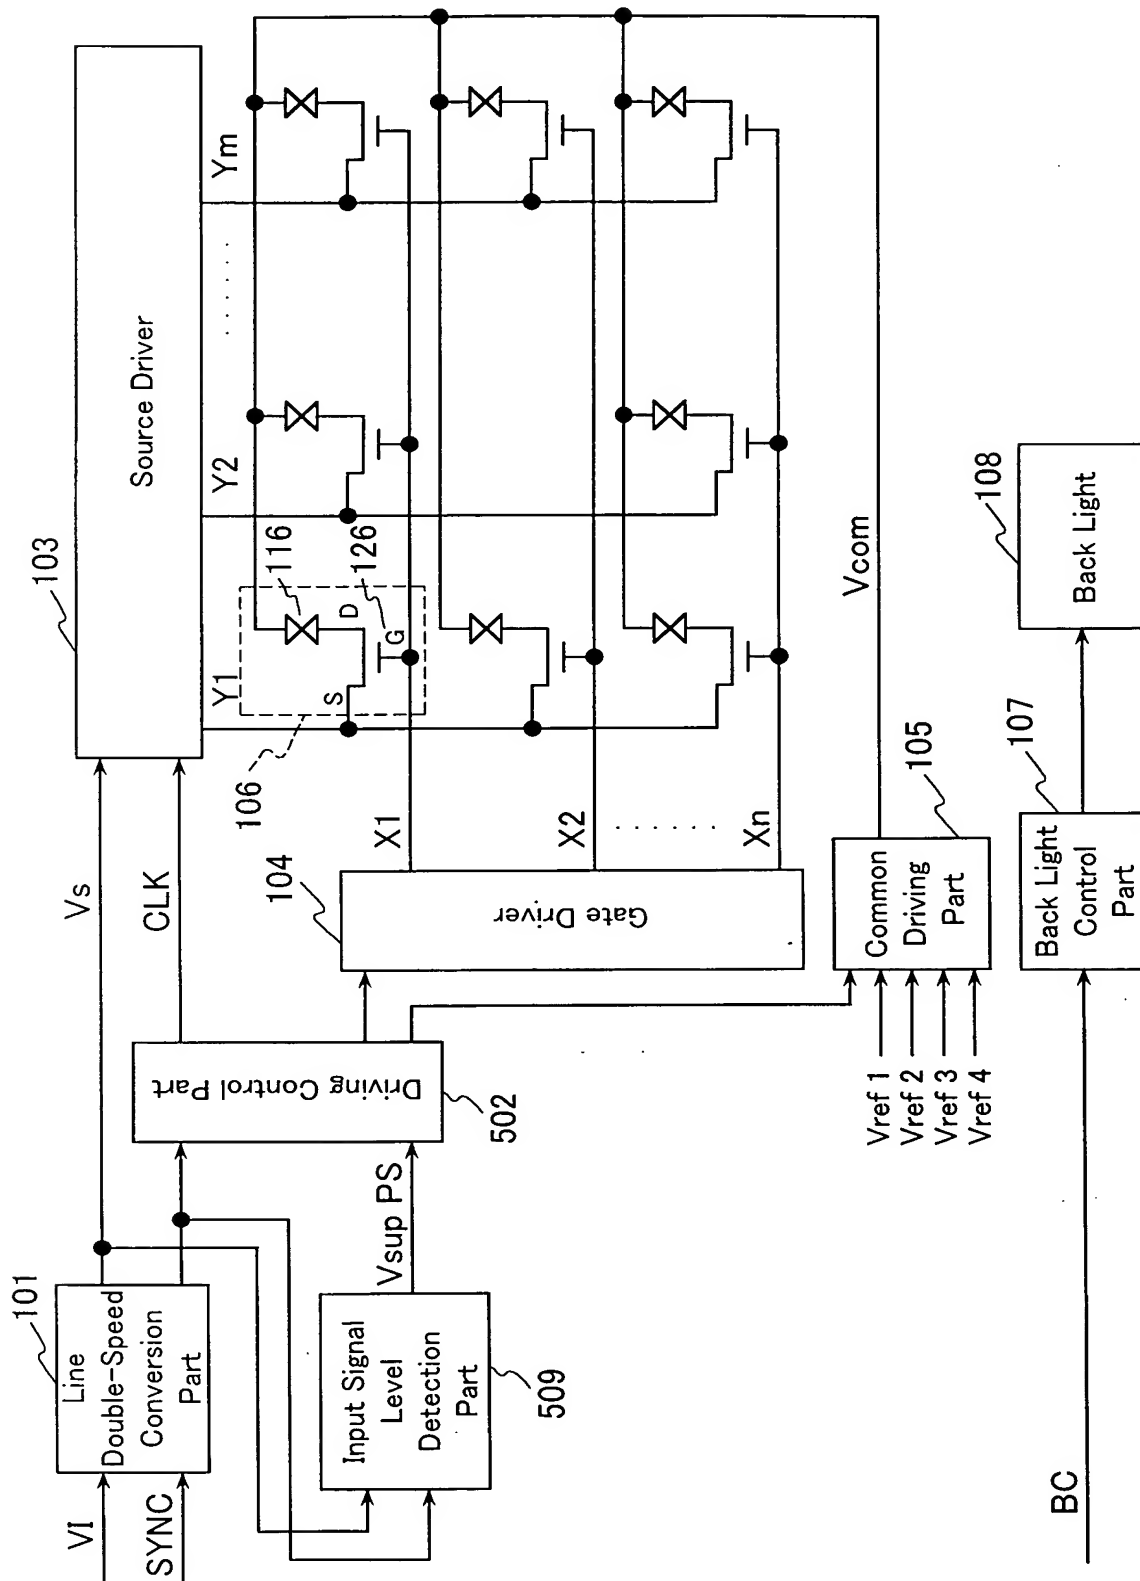 VI
SYNC
101
Line
Double-Speed
Conversion
Part
Input Signal
Level
Detection
Part
509
Vsup PS
Vs
CLK
Driving Control Part
502
103
Source Driver
Y1
Y2
. . . . . .
Ym
106
116
126
S
D
G
104
Gate Driver
X1
X2
. . . . . .
Xn
Vref 1
Vref 2
Vref 3
Vref 4
Common
Driving
Part
105
Vcom
BC
Back Light
Control
Part
107
Back Light
108